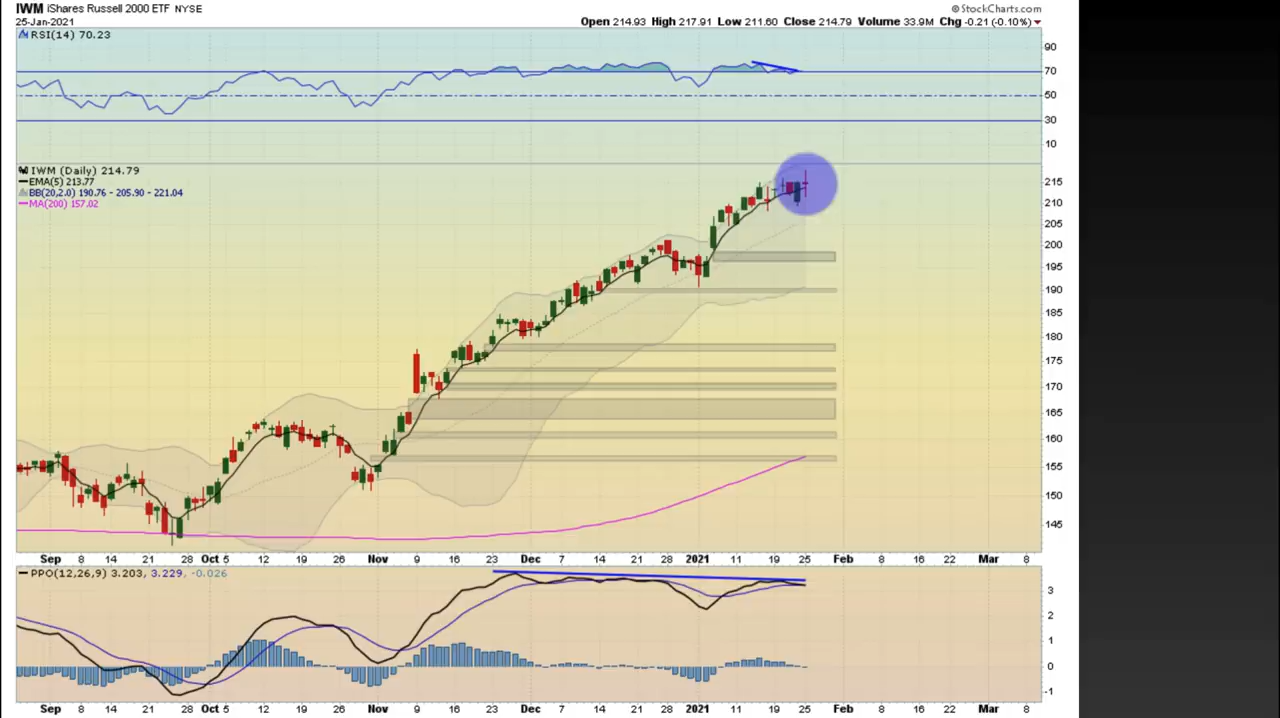 IWM iShares Russell 2000 ETF NYSE © StockCharts.com
25-Jan-2021 Open 214.93 High 217.91 Low 211.60 Close 214.79 Volume 33.9M Chg -0.21 (-0.10%)
RSI(14) 70.23
90
70
50
30
10
IWM (Daily) 214.79
EMA(5) 213.77
BB(20,2.0) 190.76 - 205.90 - 221.04
MA(200) 157.02
215
210
205
200
195
190
185
180
175
170
165
160
155
150
145
Sep 8 14 21 28 Oct 5 12 19 26 Nov 9 16 23 Dec 7 14 21 28 2021 11 19 25 Feb 8 16 22 Mar 8
PPO(12,26,9) 3.203, 3.229, -0.026
3
2
1
0
-1
Sep 8 14 21 28 Oct 5 12 19 26 Nov 9 16 23 Dec 7 14 21 28 2021 11 19 25 Feb 8 16 22 Mar 8